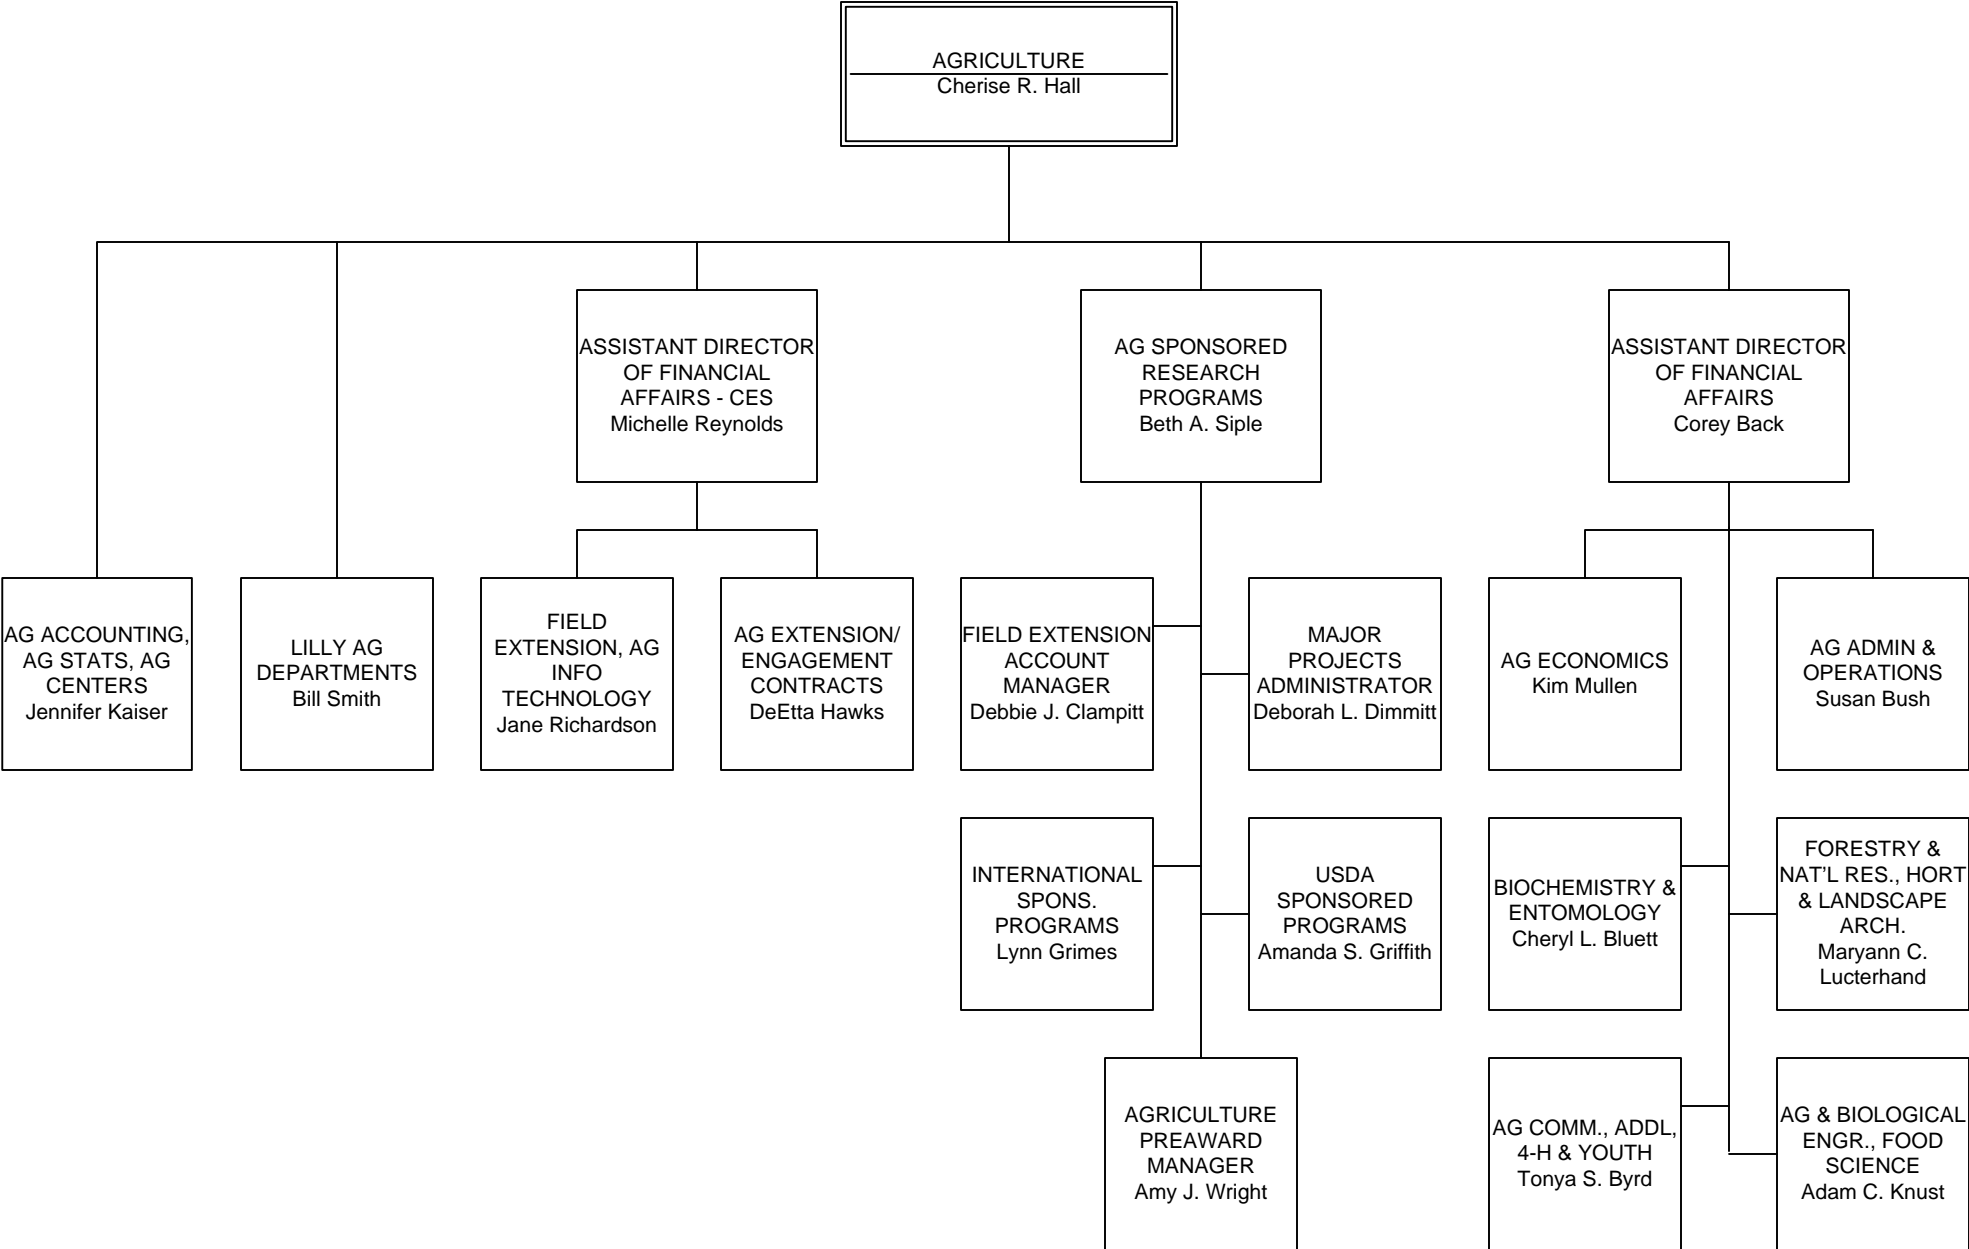 AGRICULTURE
Cherise R. Hall
ASSISTANT DIRECTOR
OF FINANCIAL
AFFAIRS - CES
Michelle Reynolds
AG SPONSORED
RESEARCH
PROGRAMS
Beth A. Siple
ASSISTANT DIRECTOR
OF FINANCIAL
AFFAIRS
Corey Back
AG ACCOUNTING,
AG STATS, AG
CENTERS
Jennifer Kaiser
LILLY AG
DEPARTMENTS
Bill Smith
FIELD
EXTENSION, AG
INFO
TECHNOLOGY
Jane Richardson
AG EXTENSION/
ENGAGEMENT
CONTRACTS
DeEtta Hawks
FIELD EXTENSION
ACCOUNT
MANAGER
Debbie J. Clampitt
MAJOR
PROJECTS
ADMINISTRATOR
Deborah L. Dimmitt
AG ECONOMICS
Kim Mullen
AG ADMIN &
OPERATIONS
Susan Bush
INTERNATIONAL
SPONS.
PROGRAMS
Lynn Grimes
USDA
SPONSORED
PROGRAMS
Amanda S. Griffith
BIOCHEMISTRY &
ENTOMOLOGY
Cheryl L. Bluett
FORESTRY &
NAT’L RES., HORT
& LANDSCAPE
ARCH.
Maryann C.
Lucterhand
AGRICULTURE
PREAWARD
MANAGER
Amy J. Wright
AG COMM., ADDL,
4-H & YOUTH
Tonya S. Byrd
AG & BIOLOGICAL
ENGR., FOOD
SCIENCE
Adam C. Knust